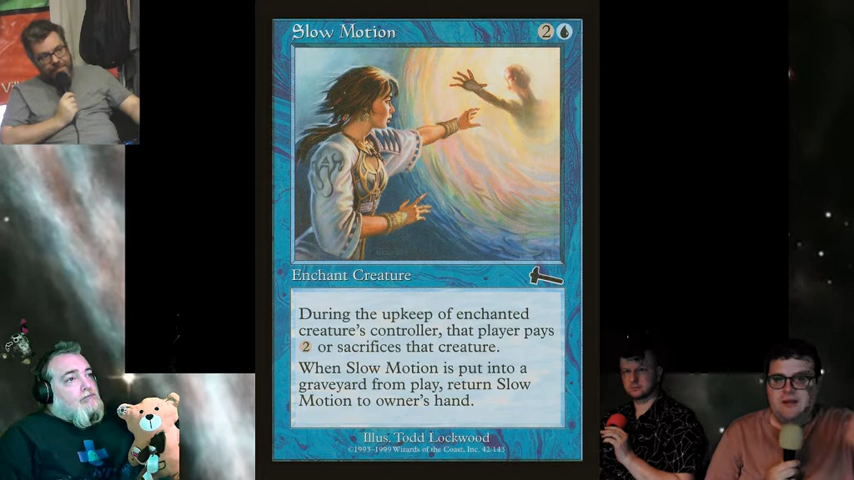 Slow Motion
2
Enchant Creature
During the upkeep of enchanted
creature's controller, that player pays
2 or sacrifices that creature.
When Slow Motion is put into a
graveyard from play, return Slow
Motion to owner's hand.
Illus. Todd Lockwood
©1993-1999 Wizards of the Coast, Inc. 42/143